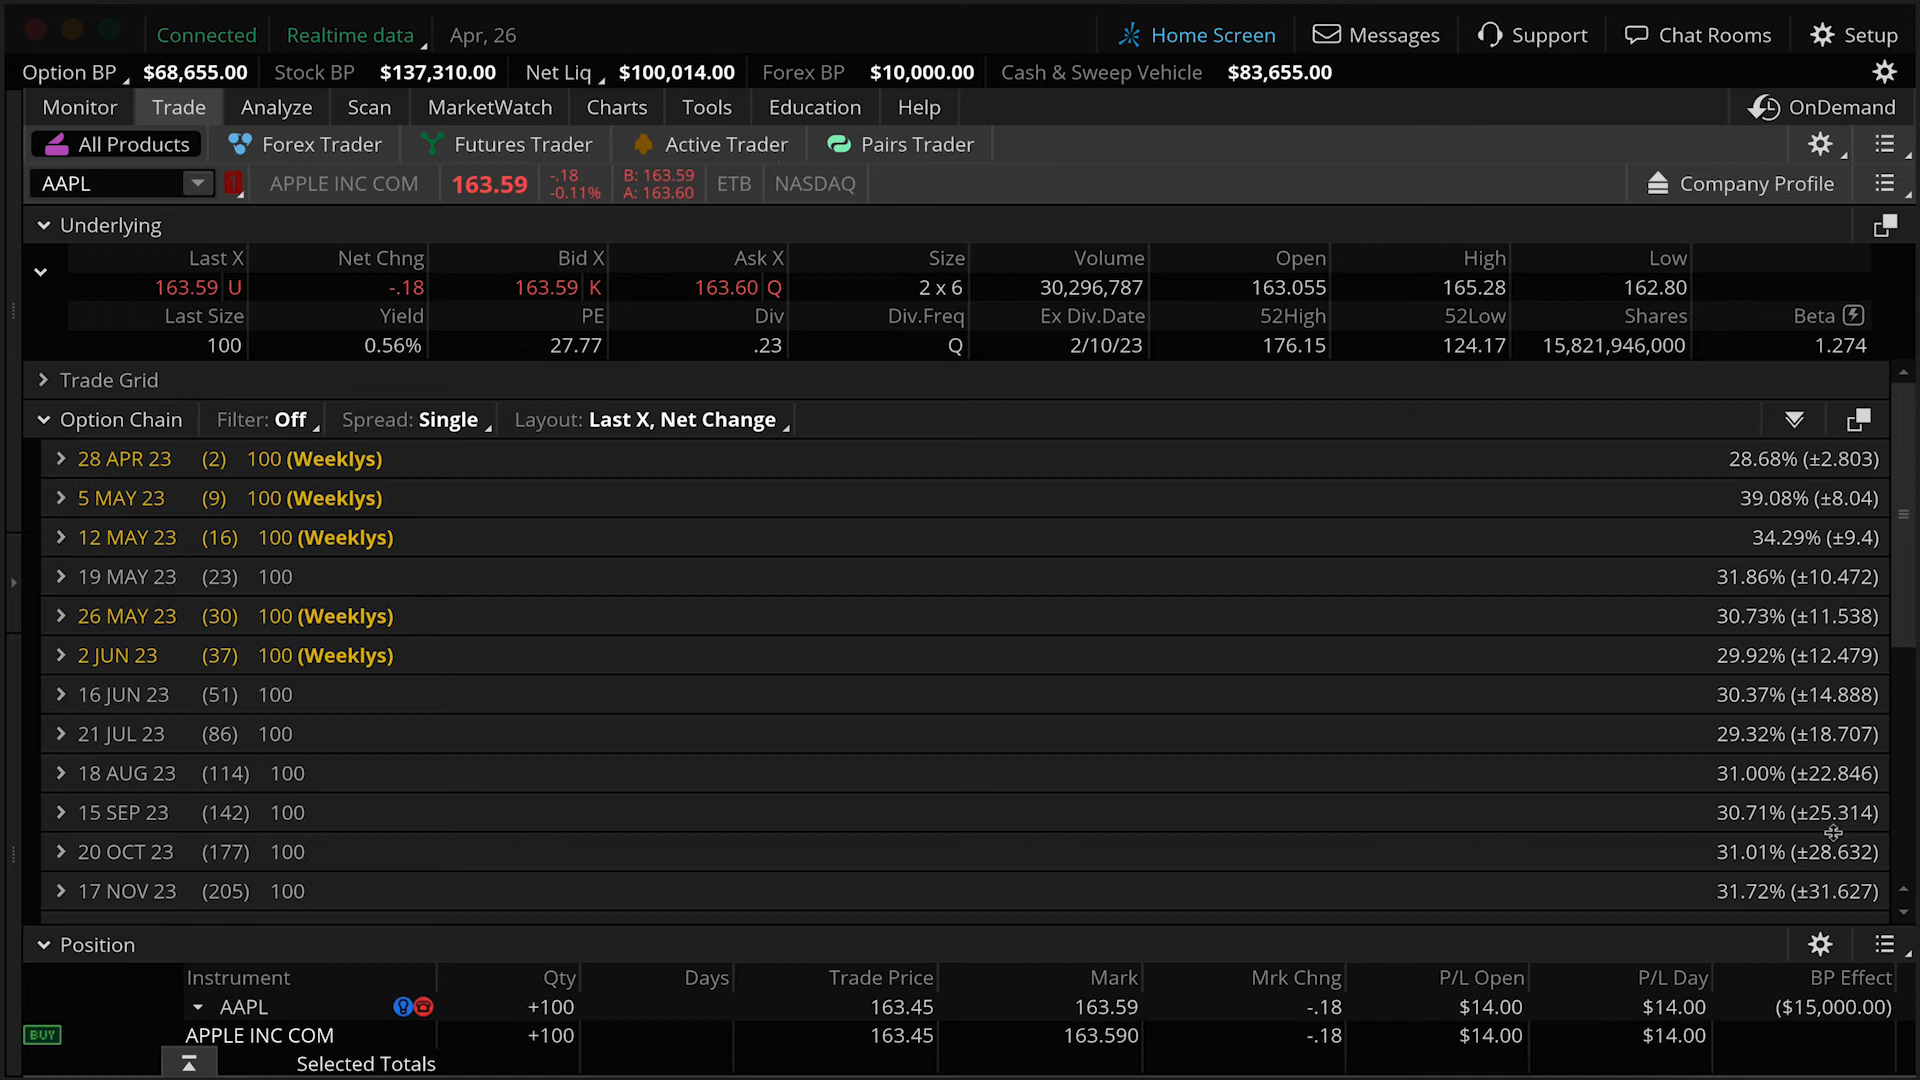 Connected Realtime data Apr, 26 Home Screen Messages Support Chat Rooms Setup
Option BP $68,655.00 Stock BP $137,310.00 Net Liq $100,014.00 Forex BP $10,000.00 Cash & Sweep Vehicle $83,655.00
Monitor Trade Analyze Scan MarketWatch Charts Tools Education Help OnDemand
All Products Forex Trader Futures Trader Active Trader Pairs Trader
AAPL 1 APPLE INC COM 163.59 -.18 -0.11% B: 163.59 A: 163.60 ETB NASDAQ Company Profile
Underlying
Last X Net Chng Bid X Ask X Size Volume Open High Low
163.59 U -.18 163.59 K 163.60 Q 2 x 6 30,296,787 163.055 165.28 162.80
Last Size Yield PE Div Div.Freq Ex Div.Date 52High 52Low Shares Beta
100 0.56% 27.77 .23 Q 2/10/23 176.15 124.17 15,821,946,000 1.274
Trade Grid
Option Chain Filter: Off Spread: Single Layout: Last X, Net Change
28 APR 23 (2) 100 (Weeklys) 28.68% (±2.803)
5 MAY 23 (9) 100 (Weeklys) 39.08% (±8.04)
12 MAY 23 (16) 100 (Weeklys) 34.29% (±9.4)
19 MAY 23 (23) 100 31.86% (±10.472)
26 MAY 23 (30) 100 (Weeklys) 30.73% (±11.538)
2 JUN 23 (37) 100 (Weeklys) 29.92% (±12.479)
16 JUN 23 (51) 100 30.37% (±14.888)
21 JUL 23 (86) 100 29.32% (±18.707)
18 AUG 23 (114) 100 31.00% (±22.846)
15 SEP 23 (142) 100 30.71% (±25.314)
20 OCT 23 (177) 100 31.01% (±28.632)
17 NOV 23 (205) 100 31.72% (±31.627)
Position
Instrument Qty Days Trade Price Mark Mrk Chng P/L Open P/L Day BP Effect
AAPL +100 163.45 163.59 -.18 $14.00 $14.00 ($15,000.00)
BUY APPLE INC COM +100 163.45 163.590 -.18 $14.00 $14.00
Selected Totals